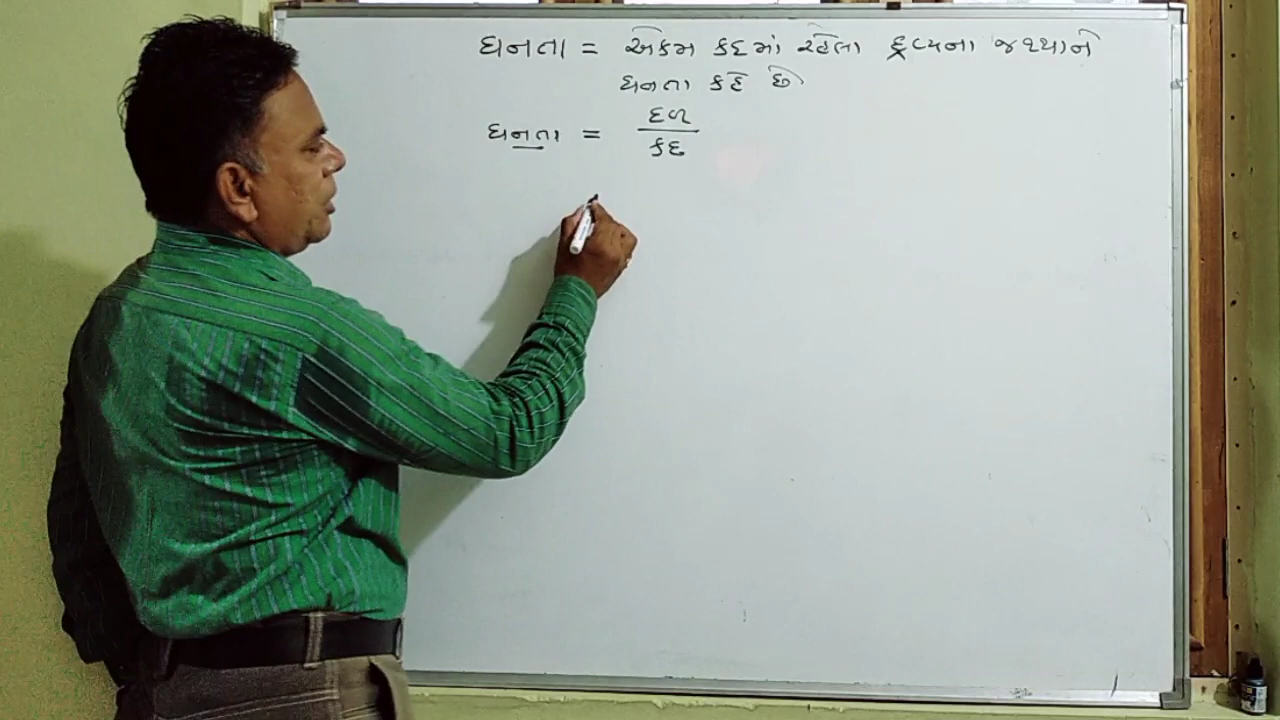 ઘનતા = એકમ કદમાં રહેલા દ્રવ્યના જથ્થાને
ઘનતા કહે છે
ઘનતા = દળ / કદ